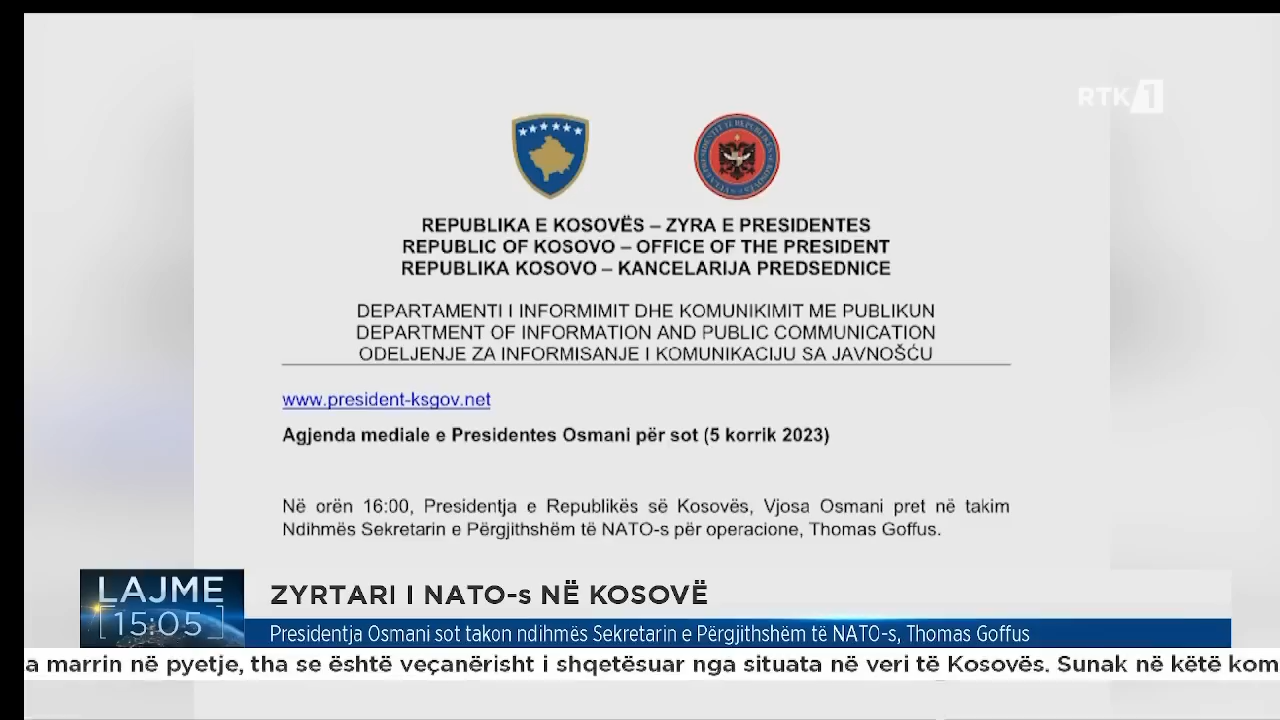 RTK 1
REPUBLIKA E KOSOVËS – ZYRA E PRESIDENTES
REPUBLIC OF KOSOVO – OFFICE OF THE PRESIDENT
REPUBLIKA KOSOVO – KANCELARIJA PREDSEDNICE
DEPARTAMENTI I INFORMIMIT DHE KOMUNIKIMIT ME PUBLIKUN
DEPARTMENT OF INFORMATION AND PUBLIC COMMUNICATION
ODELJENJE ZA INFORMISANJE I KOMUNIKACIJU SA JAVNOŠĆU
www.president-ksgov.net
Agjenda mediale e Presidentes Osmani për sot (5 korrik 2023)
Në orën 16:00, Presidentja e Republikës së Kosovës, Vjosa Osmani pret në takim
Ndihmës Sekretarin e Përgjithshëm të NATO-s për operacione, Thomas Goffus.
LAJME
15:05
ZYRTARI I NATO-s NË KOSOVË
Presidentja Osmani sot takon ndihmës Sekretarin e Përgjithshëm të NATO-s, Thomas Goffus
a marrin në pyetje, tha se është veçanërisht i shqetësuar nga situata në veri të Kosovës. Sunak në këtë kom